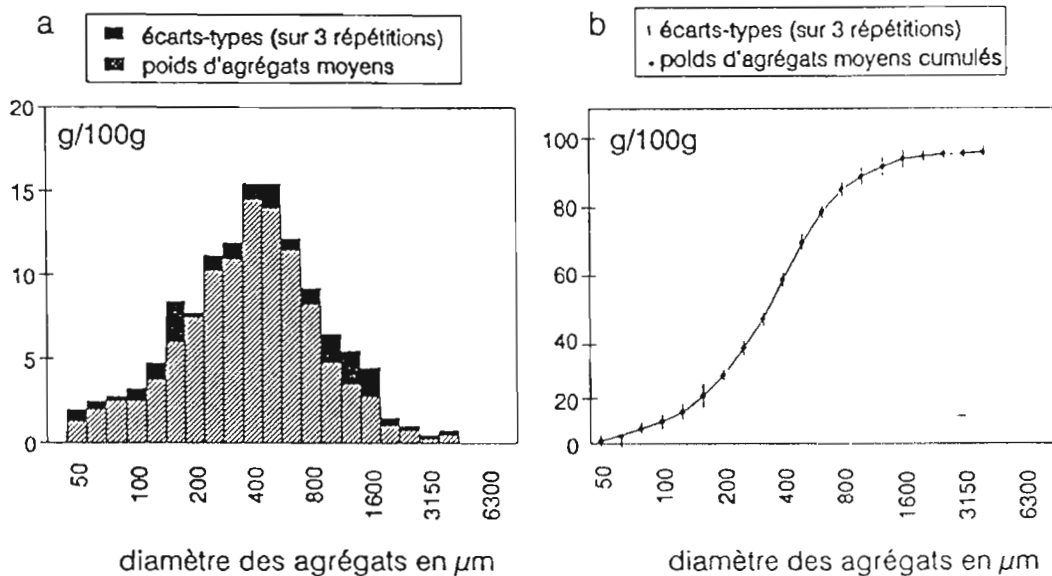 a
écarts-types (sur 3 répétitions)
poids d'agrégats moyens
20
15
10
5
0
g/100g
50
100
200
400
800
1600
3150
6300
diamètre des agrégats en µm
b
écarts-types (sur 3 répétitions)
poids d'agrégats moyens cumulés
100
80
60
40
20
0
g/100g
50
100
200
400
800
1600
3150
6300
diamètre des agrégats en µm